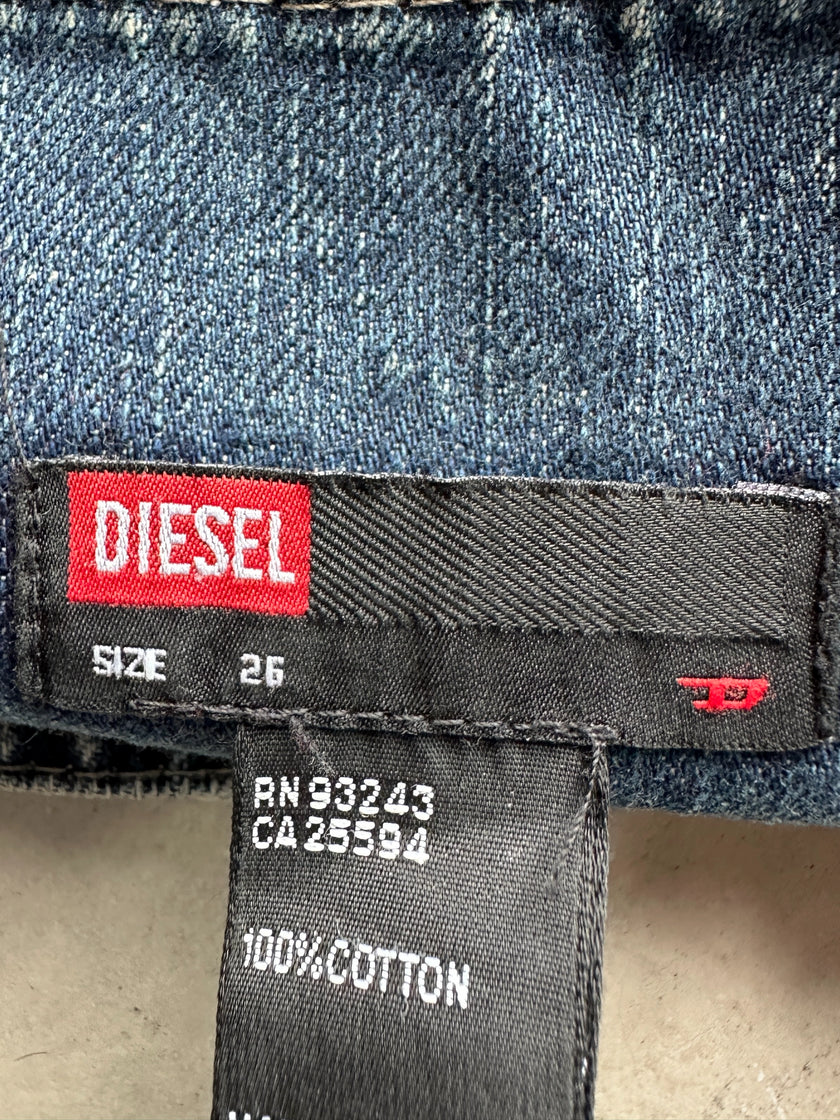 DIESEL
SIZE 26
RN 93243
CA 25594
100% COTTON